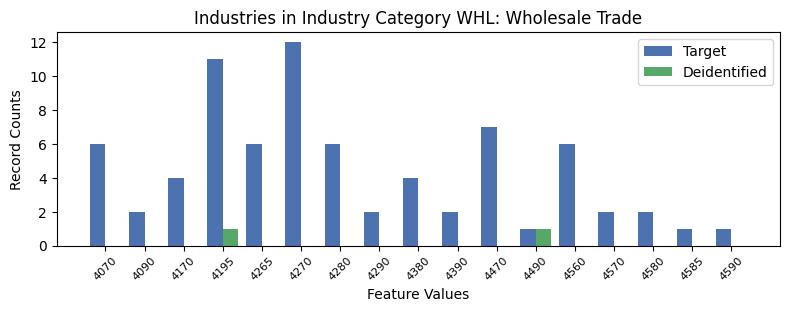 Industries in Industry Category WHL: Wholesale Trade
Target
Deidentified
Record Counts
12
10
8
6
4
2
0
4070 4090 4170 4195 4265 4270 4280 4290 4380 4390 4470 4490 4560 4570 4580 4585 4590
Feature Values